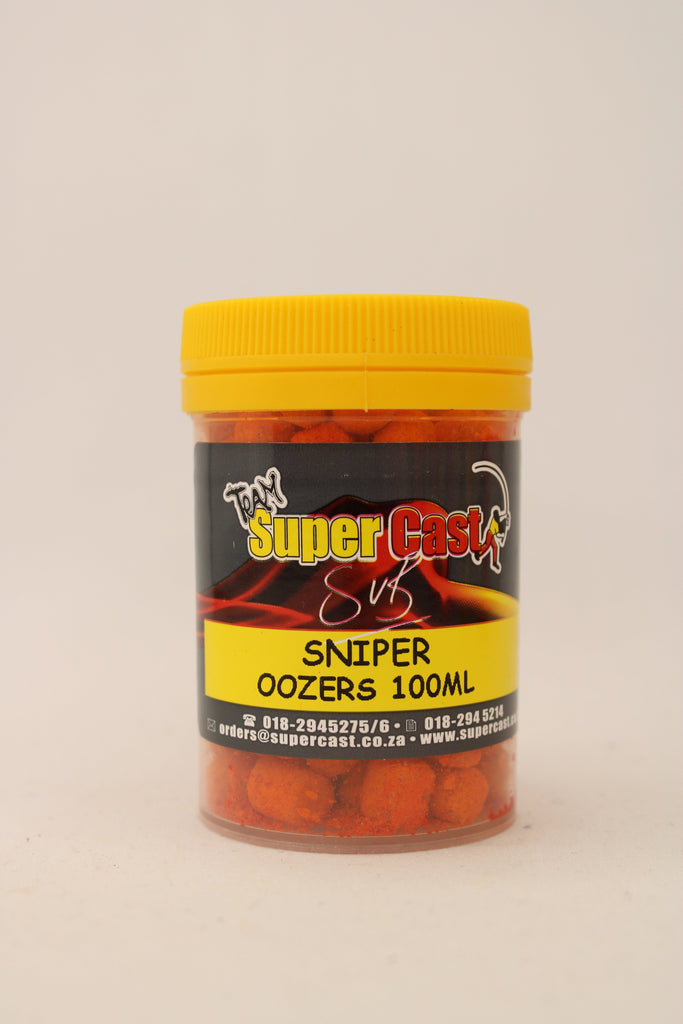 TEAM
Super Cast
SVB
SNIPER
OOZERS 100ML
018-2945275/6 • 018-294 5214
orders@supercast.co.za • www.supercast.co